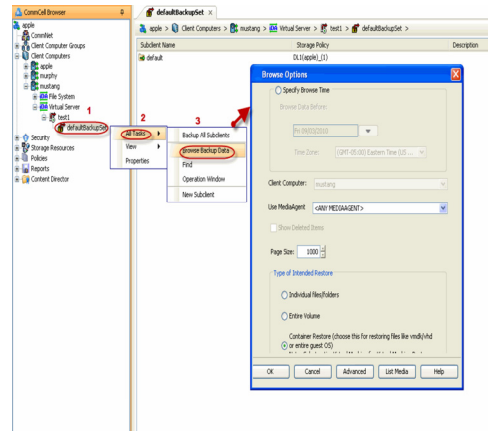 CommCell Browser
apple
CommNet
Client Computer Groups
Client Computers
apple
murphy
mustang
File System
Virtual Server
1
test1
defaultBackupSet
Security
Storage Resources
Policies
Reports
Content Director
2
All Tasks
View
Properties
3
Backup All Subclients
Browse Backup Data
Find
Operation Window
New Subclient
defaultBackupSet ×
apple > Client Computers > mustang > Virtual Server > test1 > defaultBackupSet >
Subclient Name Storage Policy Description
default DL1(apple)_(1)
Browse Options
Specify Browse Time
Browse Data Before:
Time Zone: (GMT-05:00) Eastern Time (US ...
Client Computer: mustang
Use MediaAgent <ANY MEDIAAGENT>
Show Deleted Items
Page Size: 1000
Type of Intended Restore
Individual files/folders
Entire Volume
Container Restore (choose this for restoring files like vmdk/vhd
or entire guest OS)
OK Cancel Advanced List Media Help